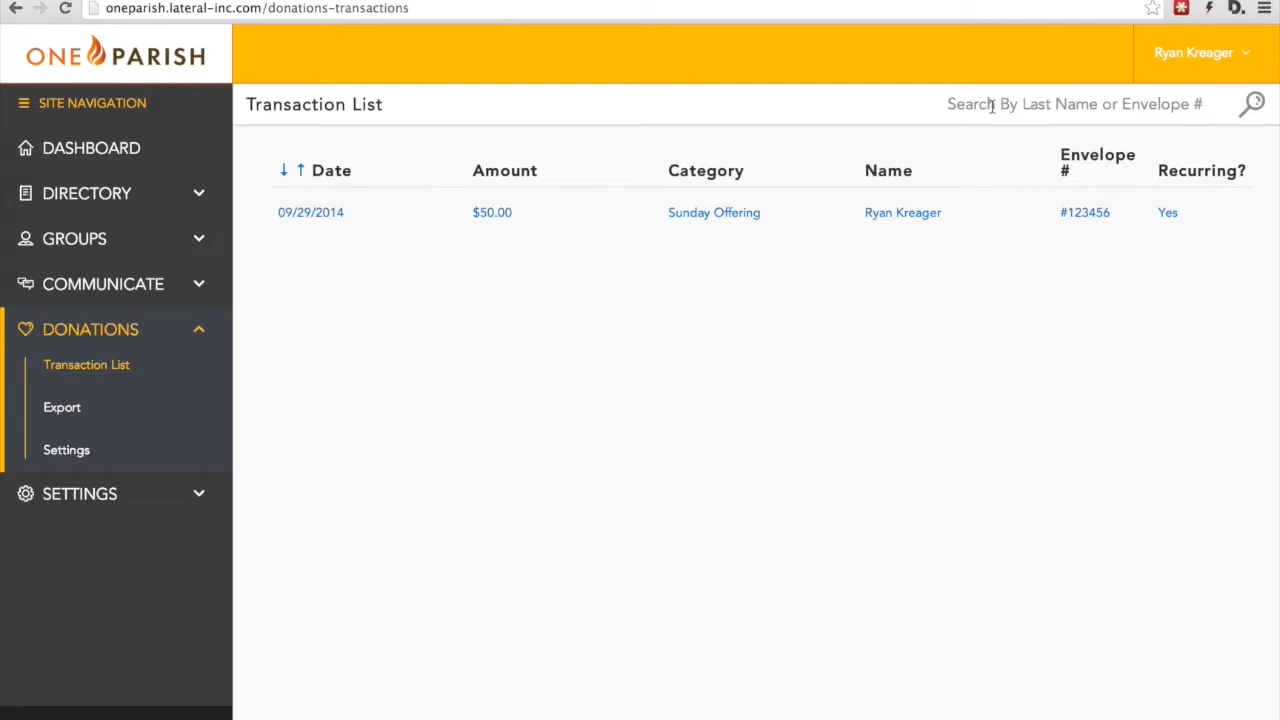 oneparish.lateral-inc.com/donations-transactions
ONE PARISH
Ryan Kreager
SITE NAVIGATION
Transaction List
Search By Last Name or Envelope #
DASHBOARD
DIRECTORY
GROUPS
COMMUNICATE
DONATIONS
Transaction List
Export
Settings
SETTINGS
↓ ↑ Date Amount Category Name Envelope # Recurring?
09/29/2014 $50.00 Sunday Offering Ryan Kreager #123456 Yes